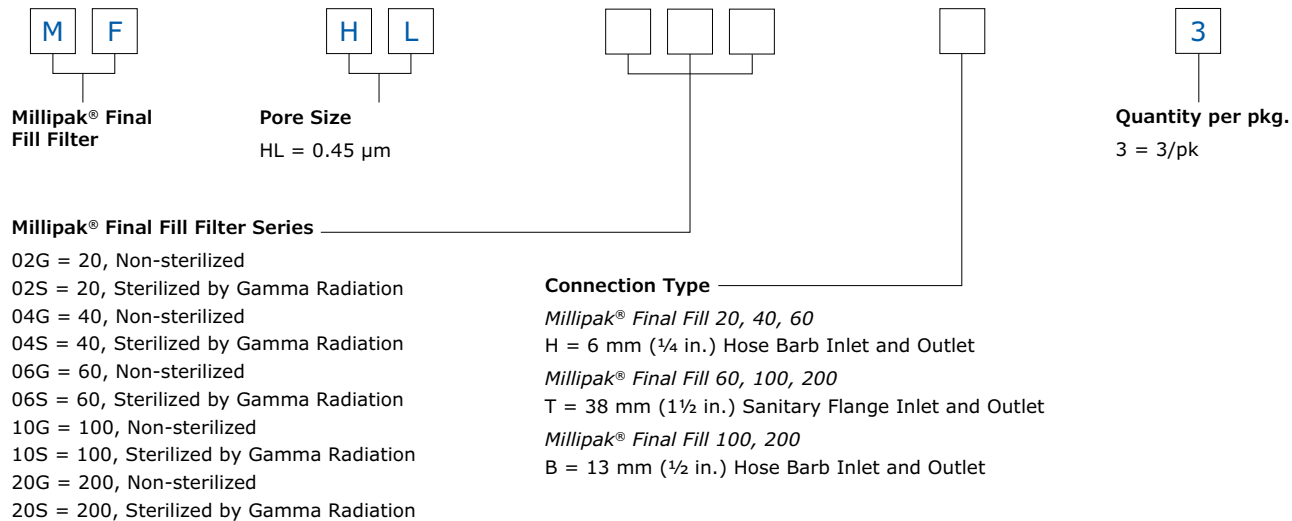 M F H L 3
Millipak® Final
Fill Filter
Pore Size
HL = 0.45 µm
Quantity per pkg.
3 = 3/pk
Millipak® Final Fill Filter Series
02G = 20, Non-sterilized
02S = 20, Sterilized by Gamma Radiation
04G = 40, Non-sterilized
04S = 40, Sterilized by Gamma Radiation
06G = 60, Non-sterilized
06S = 60, Sterilized by Gamma Radiation
10G = 100, Non-sterilized
10S = 100, Sterilized by Gamma Radiation
20G = 200, Non-sterilized
20S = 200, Sterilized by Gamma Radiation
Connection Type
Millipak® Final Fill 20, 40, 60
H = 6 mm (¼ in.) Hose Barb Inlet and Outlet
Millipak® Final Fill 60, 100, 200
T = 38 mm (1½ in.) Sanitary Flange Inlet and Outlet
Millipak® Final Fill 100, 200
B = 13 mm (½ in.) Hose Barb Inlet and Outlet